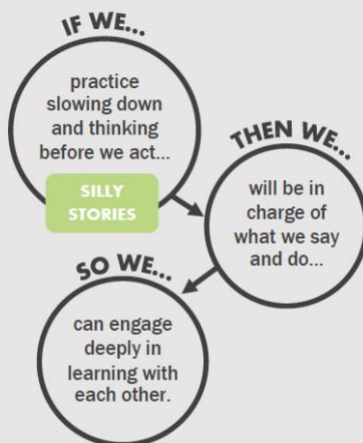 IF WE...
practice
slowing down
and thinking
before we act...
SILLY
STORIES
THEN WE...
will be in
charge of
what we say
and do...
SO WE...
can engage
deeply in
learning with
each other.